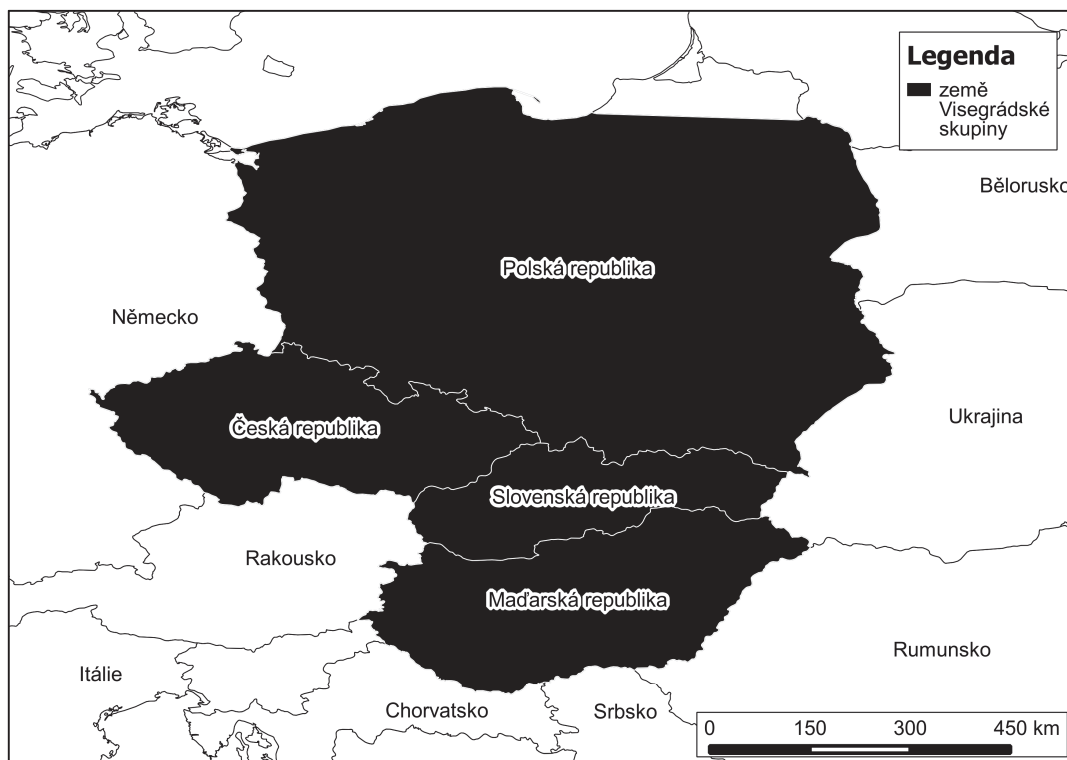 Legenda
země
Visegrádské
skupiny
Bělorusko
Polská republika
Německo
Česká republika
Ukrajina
Slovenská republika
Rakousko
Maďarská republika
Rumunsko
Itálie
Chorvatsko
Srbsko
0 150 300 450 km